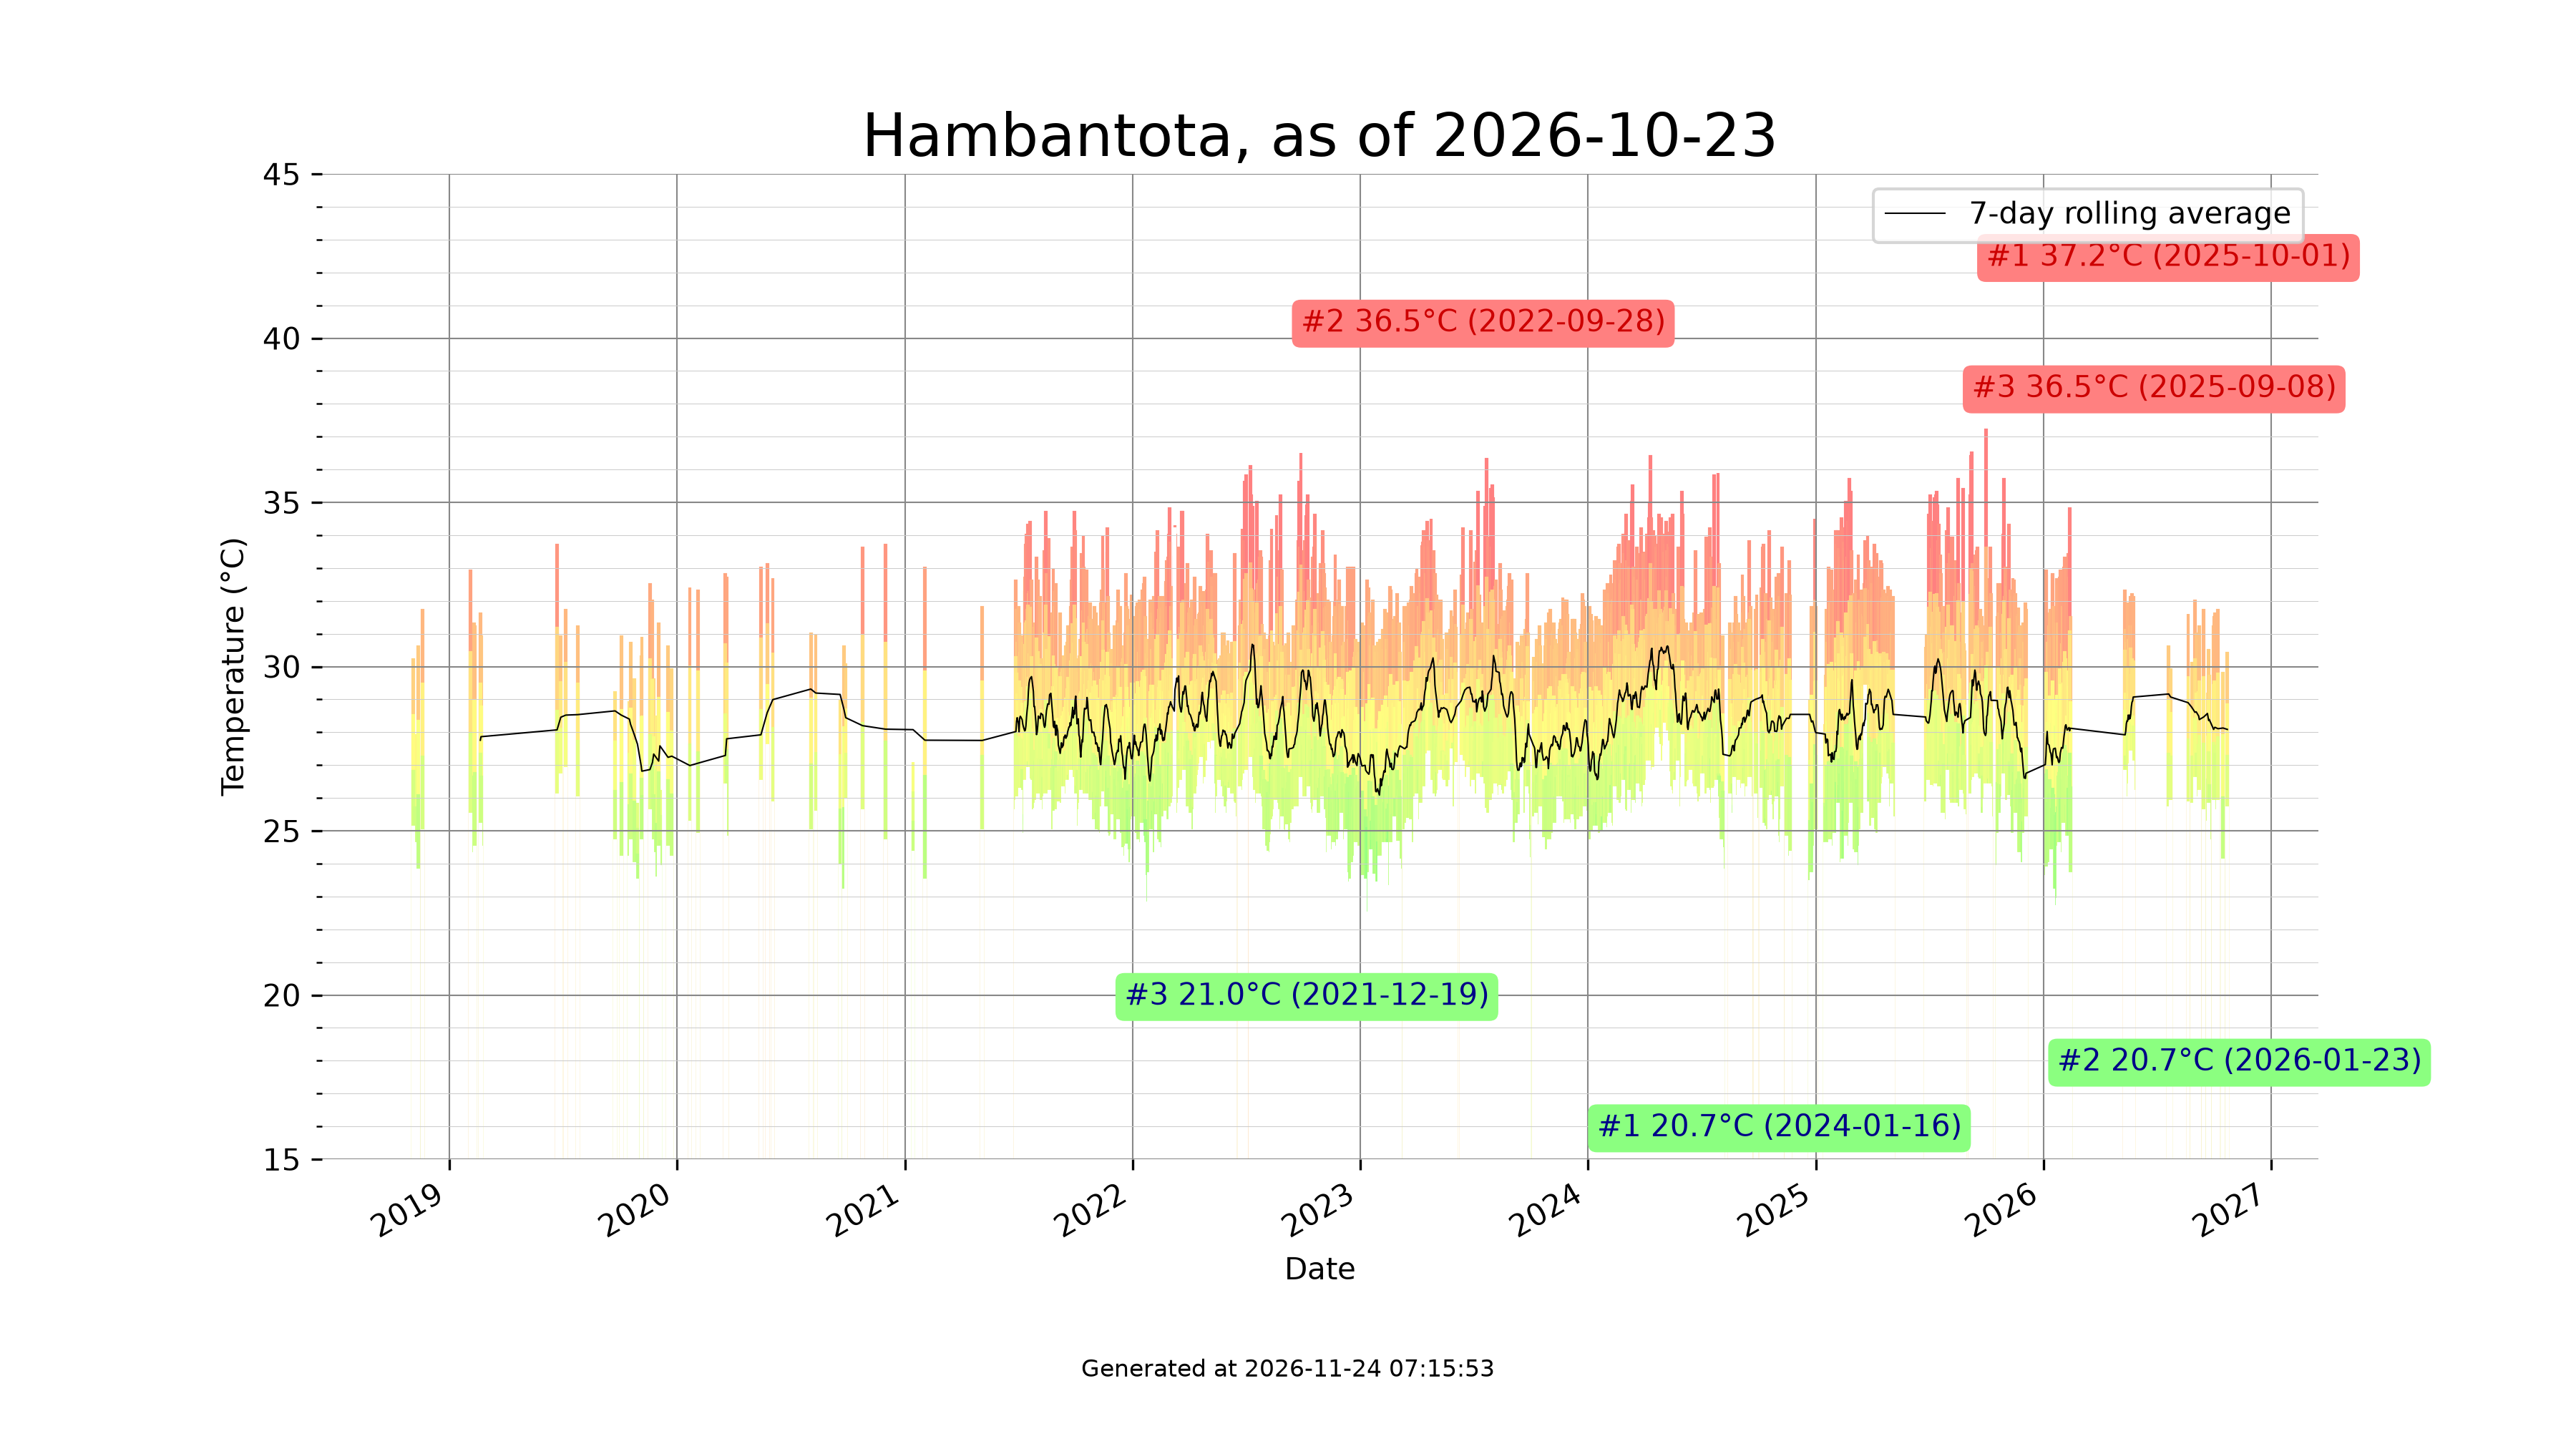 Hambantota, as of 2026-10-23
45
7-day rolling average
#1 37.2°C (2025-10-01)
#2 36.5°C (2022-09-28)
40
#3 36.5°C (2025-09-08)
35
Temperature (°C)
30
25
20
#3 21.0°C (2021-12-19)
#2 20.7°C (2026-01-23)
#1 20.7°C (2024-01-16)
15
2019 2020 2021 2022 2023 2024 2025 2026 2027
Date
Generated at 2026-11-24 07:15:53